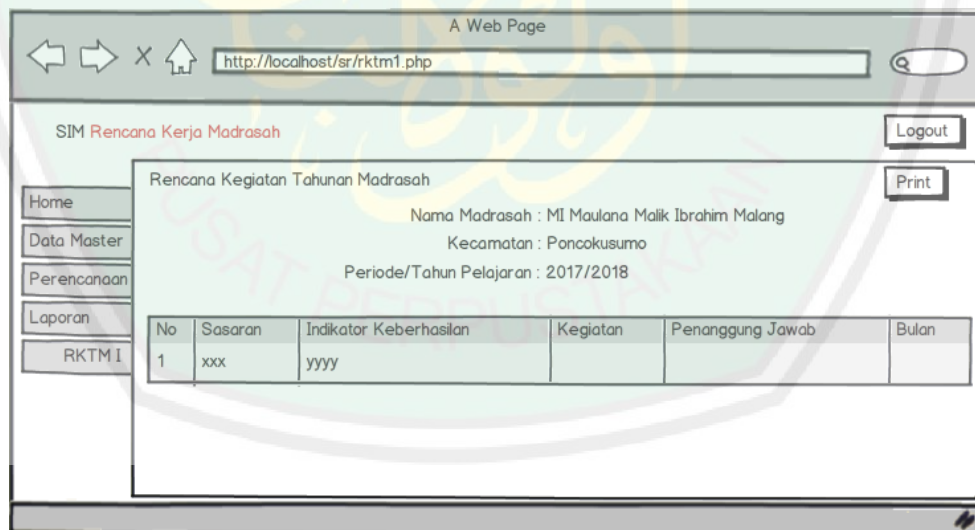 A Web Page
http://localhost/sr/rktm1.php
SIM Rencana Kerja Madrasah
Logout
Rencana Kegiatan Tahunan Madrasah
Print
Home
Data Master
Perencanaan
Laporan
RKTM I
Nama Madrasah : MI Maulana Malik Ibrahim Malang
Kecamatan : Poncokusumo
Periode/Tahun Pelajaran : 2017/2018
No Sasaran Indikator Keberhasilan Kegiatan Penanggung Jawab Bulan
1 xxx yyyy
PUSAT PERPUSTAKAAN